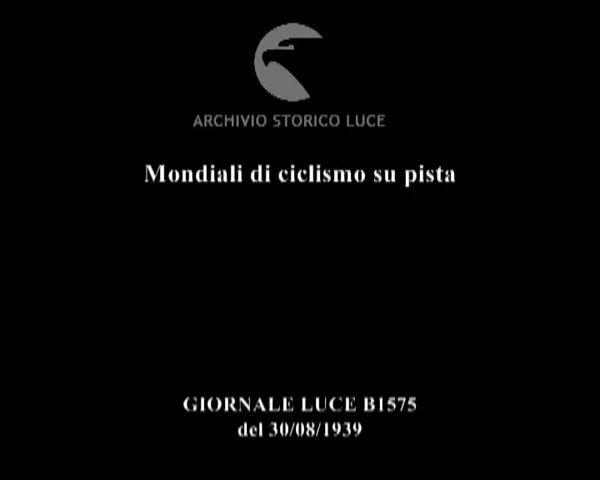 ARCHIVIO STORICO LUCE
Mondiali di ciclismo su pista
GIORNALE LUCE B1575
del 30/08/1939